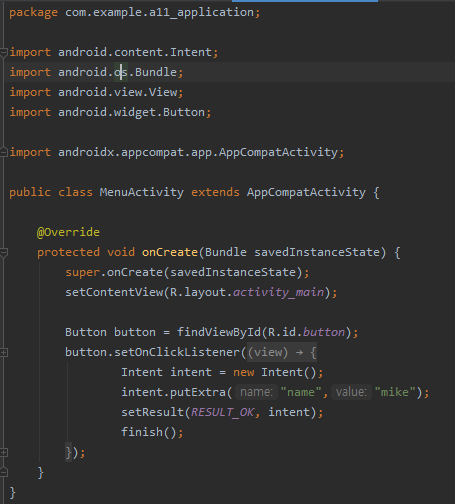 package com.example.a11_application;
import android.content.Intent;
import android.os.Bundle;
import android.view.View;
import android.widget.Button;
import androidx.appcompat.app.AppCompatActivity;
public class MenuActivity extends AppCompatActivity {
@Override
protected void onCreate(Bundle savedInstanceState) {
super.onCreate(savedInstanceState);
setContentView(R.layout.activity_main);
Button button = findViewById(R.id.button);
button.setOnClickListener((view) → {
Intent intent = new Intent();
intent.putExtra( name: "name", value: "mike");
setResult(RESULT_OK, intent);
finish();
});
}
}